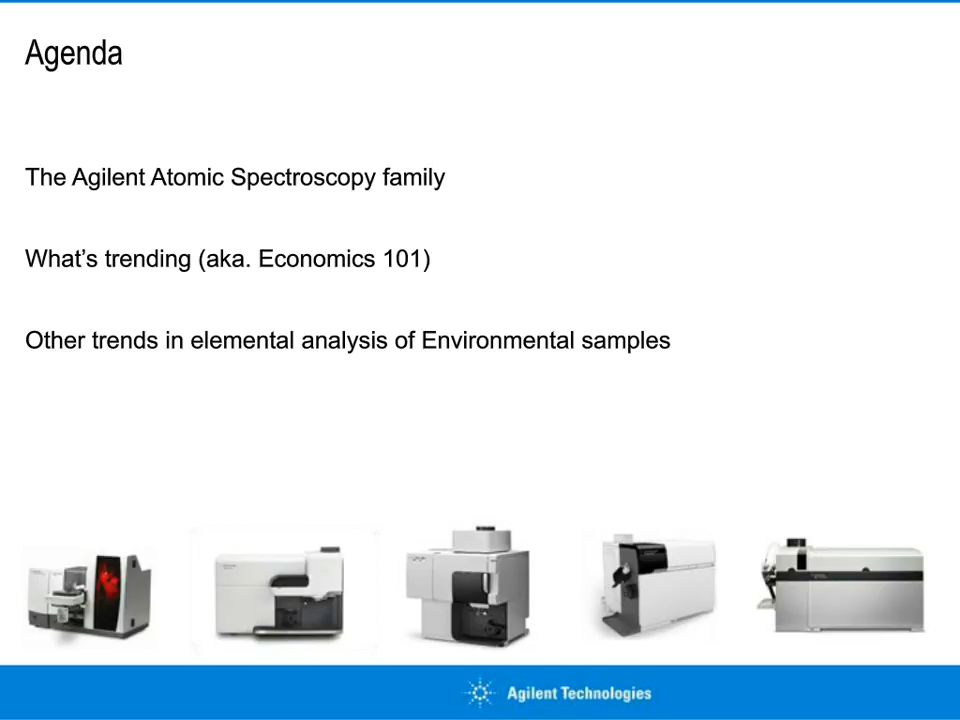 Agenda
The Agilent Atomic Spectroscopy family
What's trending (aka. Economics 101)
Other trends in elemental analysis of Environmental samples
Agilent Technologies